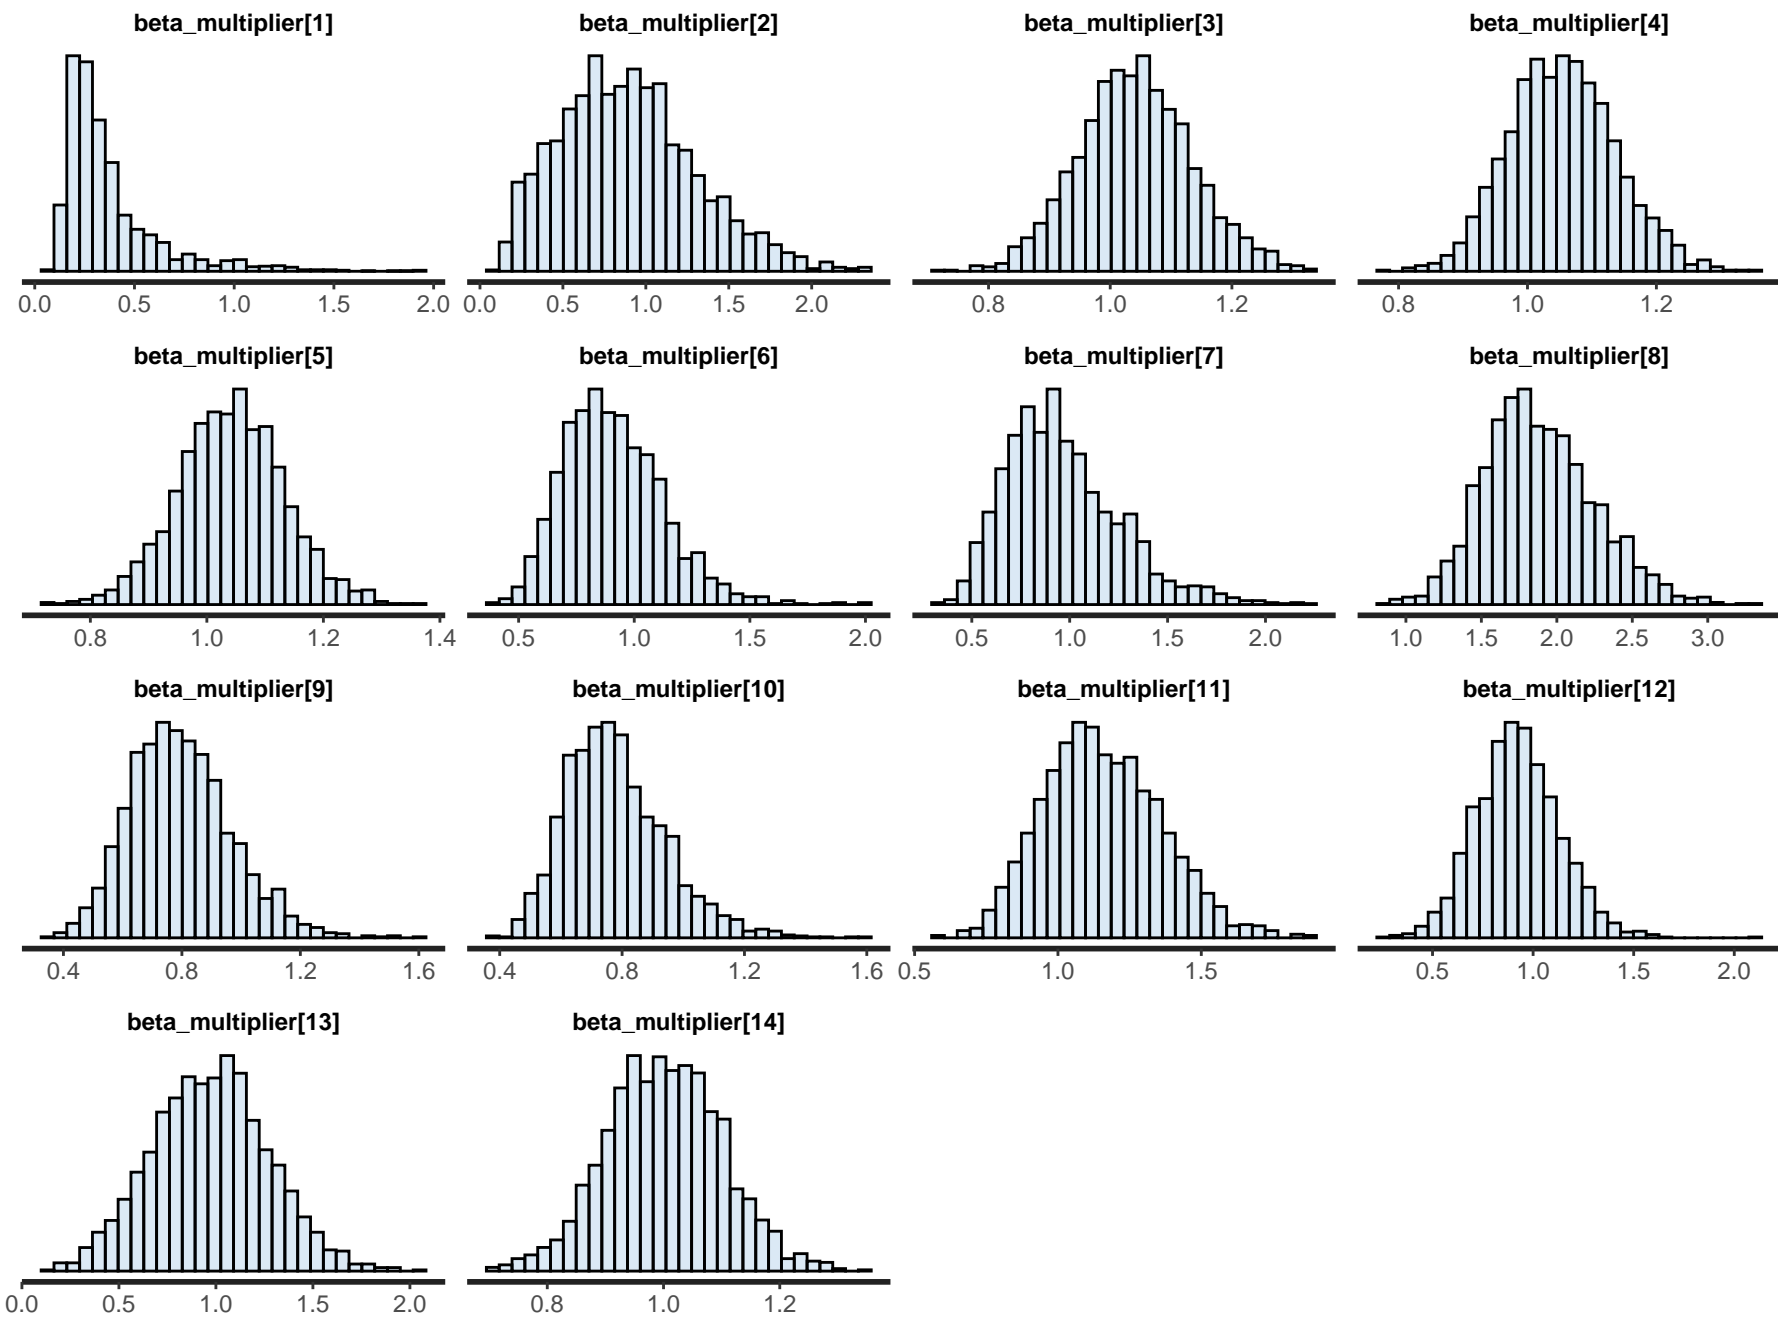 beta_multiplier[1] beta_multiplier[2] beta_multiplier[3] beta_multiplier[4]
0.0 0.5 1.0 1.5 2.0 0.0 0.5 1.0 1.5 2.0 0.8 1.0 1.2 0.8 1.0 1.2
beta_multiplier[5] beta_multiplier[6] beta_multiplier[7] beta_multiplier[8]
0.8 1.0 1.2 1.4 0.5 1.0 1.5 2.0 0.5 1.0 1.5 2.0 1.0 1.5 2.0 2.5 3.0
beta_multiplier[9] beta_multiplier[10] beta_multiplier[11] beta_multiplier[12]
0.4 0.8 1.2 1.6 0.4 0.8 1.2 1.6 0.5 1.0 1.5 0.5 1.0 1.5 2.0
beta_multiplier[13] beta_multiplier[14]
0.0 0.5 1.0 1.5 2.0 0.8 1.0 1.2